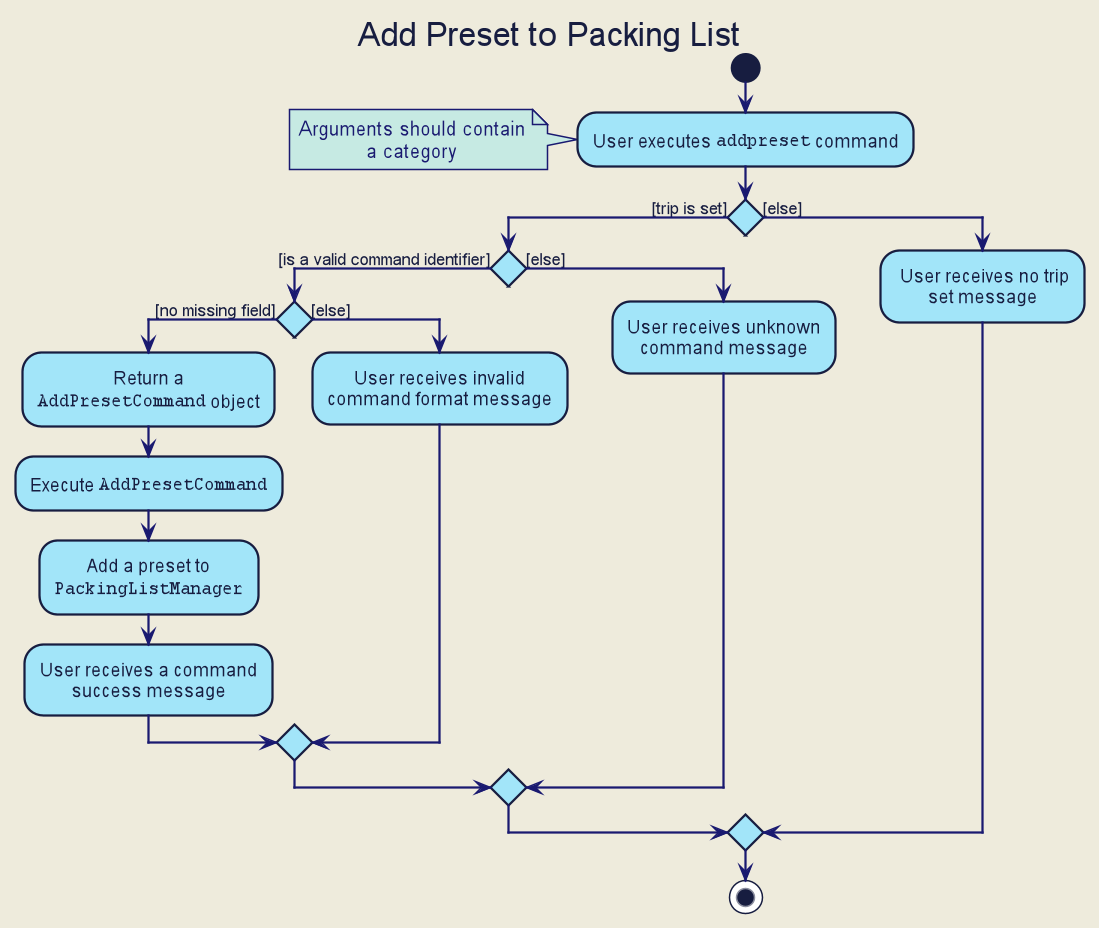 Add Preset to Packing List
Arguments should contain
a category
User executes addpreset command
[trip is set]
[else]
[is a valid command identifier]
[else]
User receives no trip
set message
[no missing field]
[else]
User receives unknown
command message
Return a
AddPresetCommand object
User receives invalid
command format message
Execute AddPresetCommand
Add a preset to
PackingListManager
User receives a command
success message